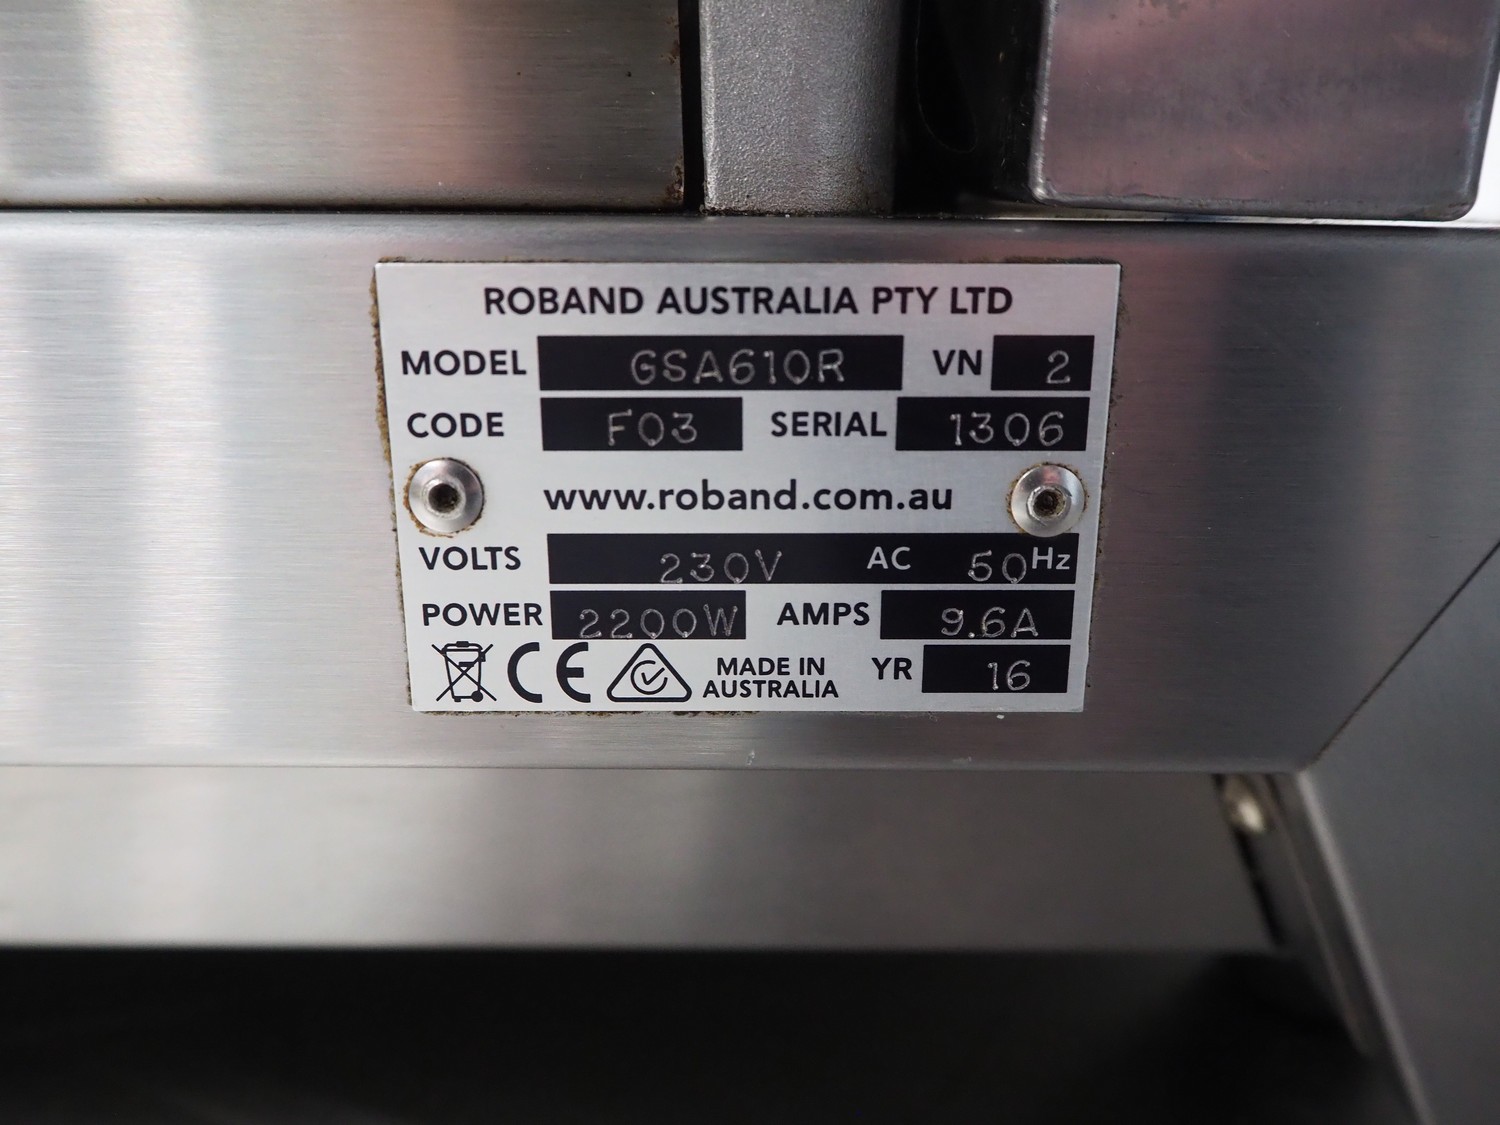 ROBAND AUSTRALIA PTY LTD
MODEL GSA610R VN 2
CODE F03 SERIAL 1306
www.roband.com.au
VOLTS 230V AC 50Hz
POWER 2200W AMPS 9.6A
CE MADE IN AUSTRALIA YR 16